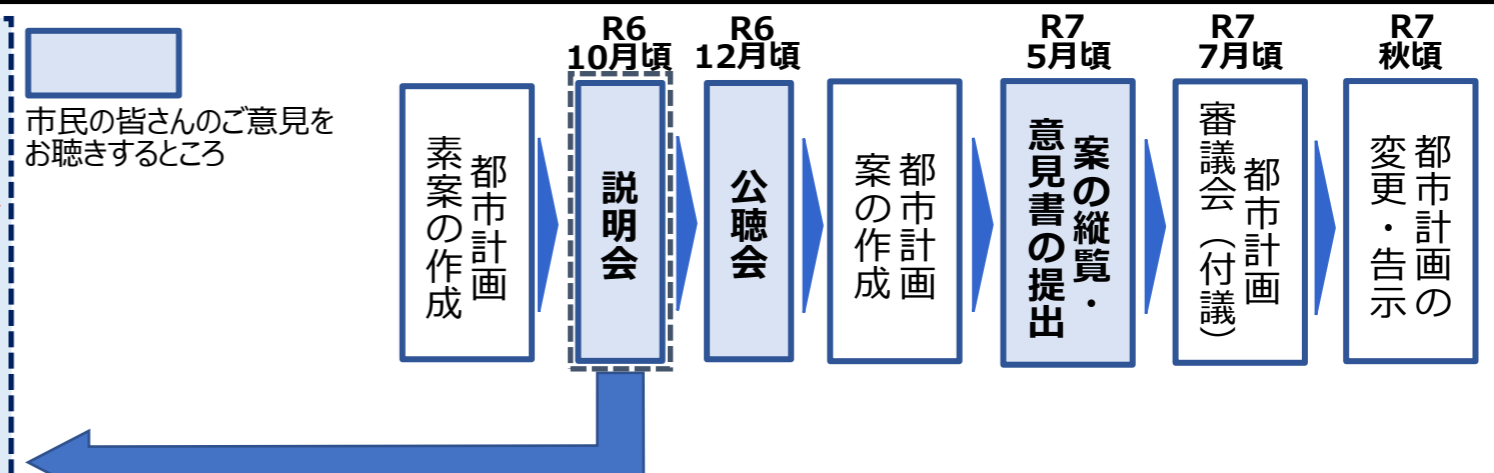 市民の皆さんのご意見を
お聴きするところ
都市計画
素案の作成
R6
10月頃
説明会
R6
12月頃
公聴会
都市計画
案の作成
R7
5月頃
案の縦覧・
意見書の提出
R7
7月頃
都市計画
審議会（付議）
R7
秋頃
都市計画の
変更・告示